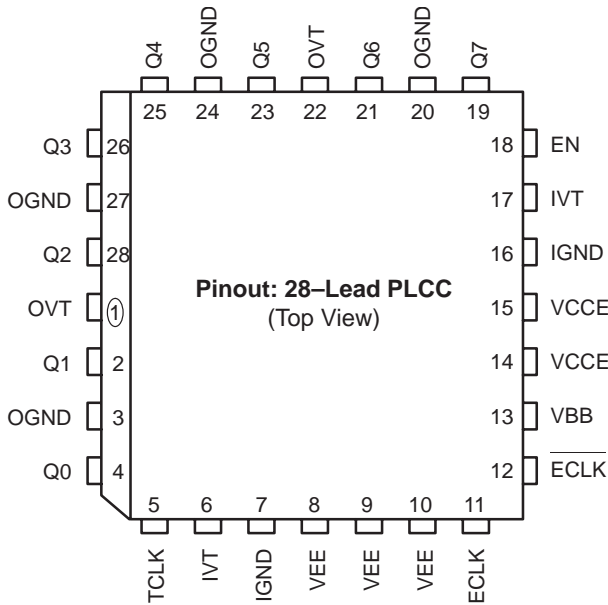 Q4 OGND Q5 OVT Q6 OGND Q7
25 24 23 22 21 20 19
Q3 26 18 EN
OGND 27 17 IVT
Q2 28 16 IGND
Pinout: 28–Lead PLCC
(Top View)
OVT 1 15 VCCE
Q1 2 14 VCCE
OGND 3 13 VBB
Q0 4 12 E̅C̅L̅K̅
5 6 7 8 9 10 11
TCLK IVT IGND VEE VEE VEE ECLK